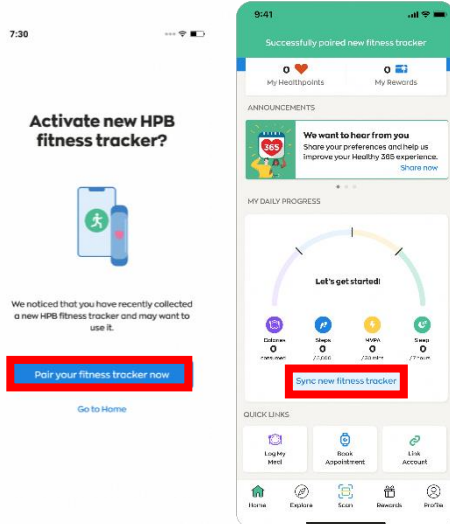 7:30
Activate new HPB
fitness tracker?
We noticed that you have recently collected
a new HPB fitness tracker and may want to
use it.
Pair your fitness tracker now
Go to Home
9:41
Successfully paired new fitness tracker
0
My Healthpoints
0
My Rewards
ANNOUNCEMENTS
365
We want to hear from you
Share your preferences and help us
improve your Healthy 365 experience.
Share now
MY DAILY PROGRESS
Let's get started!
Calories
0
consumed
Steps
0
MVPA
0
Sleep
0
/7 hours
Sync new fitness tracker
QUICK LINKS
Log My
Meal
Book
Appointment
Link
Account
Home
Explore
Scan
Rewards
Profile